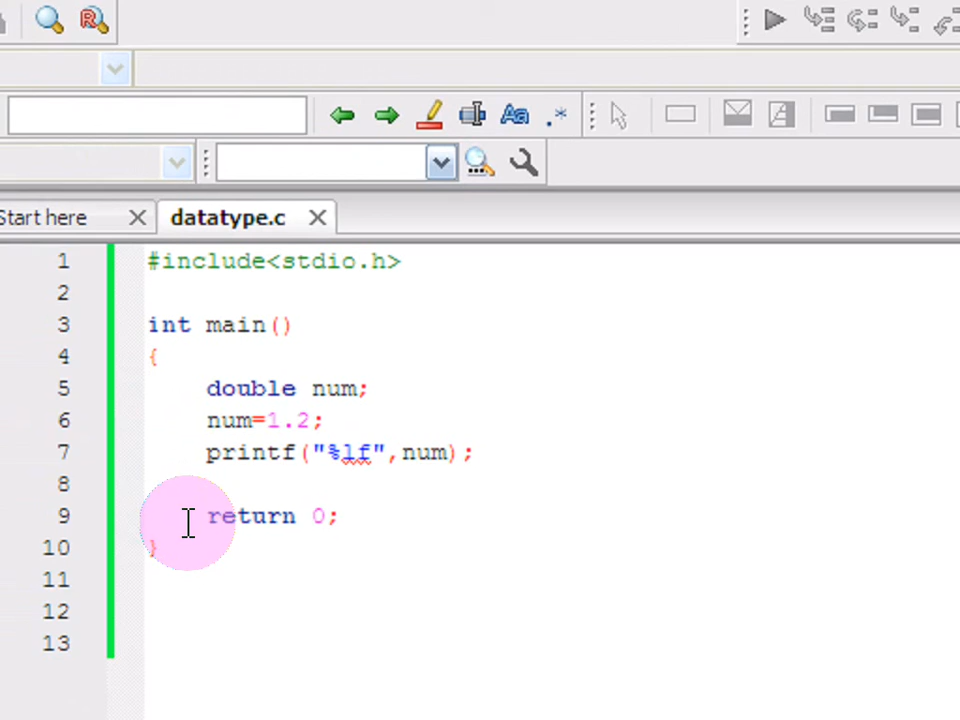 Start here
datatype.c
1 #include<stdio.h>
2
3 int main()
4 {
5 double num;
6 num=1.2;
7 printf("%lf",num);
8
9 return 0;
10 }
11
12
13